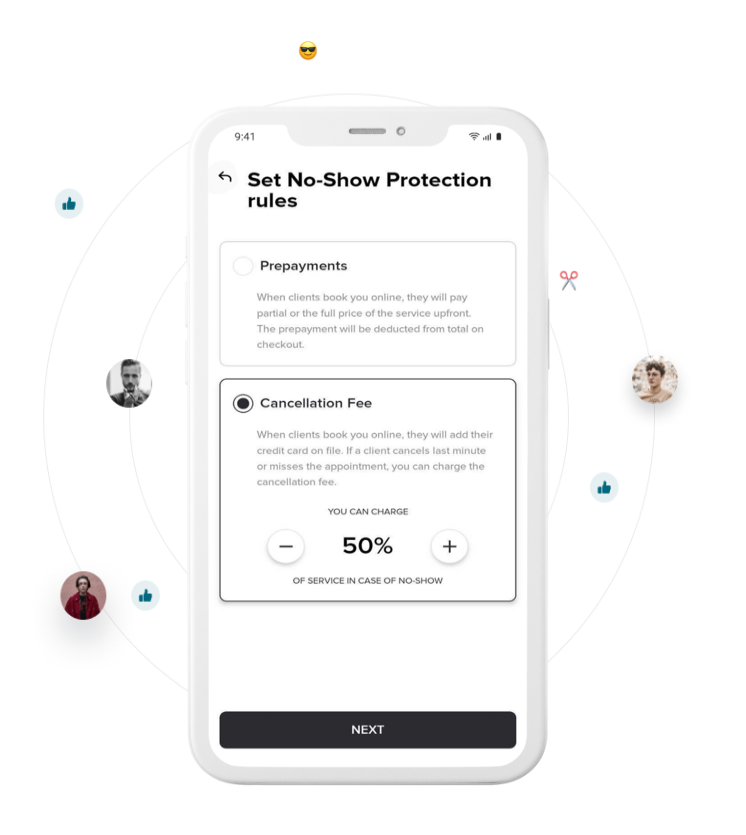 9:41
Set No-Show Protection
rules
Prepayments
When clients book you online, they will pay
partial or the full price of the service upfront.
The prepayment will be deducted from total on
checkout.
Cancellation Fee
When clients book you online, they will add their
credit card on file. If a client cancels last minute
or misses the appointment, you can charge the
cancellation fee.
YOU CAN CHARGE
− 50% +
OF SERVICE IN CASE OF NO-SHOW
NEXT